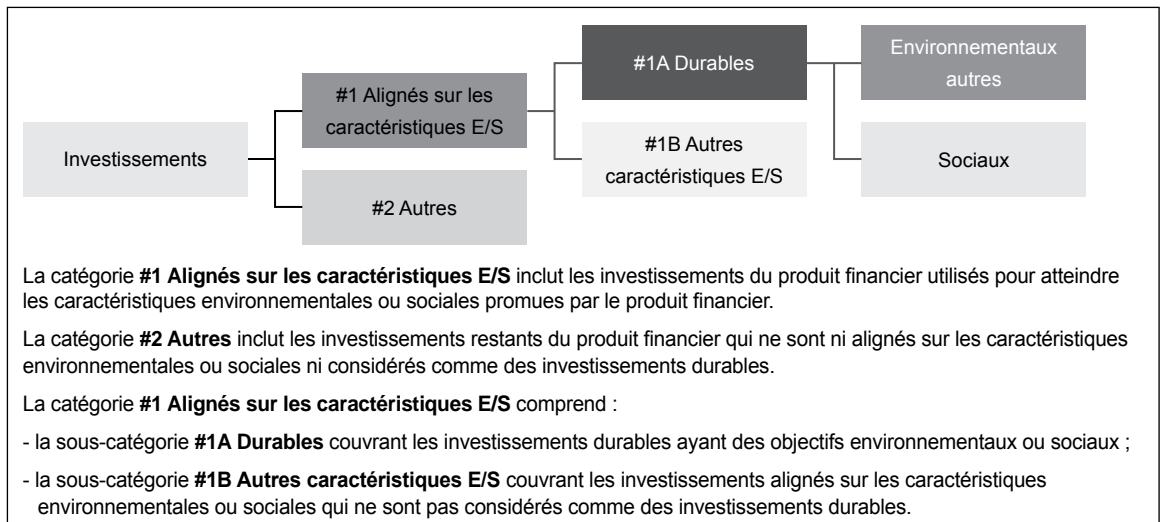 Investissements
#1 Alignés sur les
caractéristiques E/S
#2 Autres
#1A Durables
#1B Autres
caractéristiques E/S
Environnementaux
autres
Sociaux
La catégorie #1 Alignés sur les caractéristiques E/S inclut les investissements du produit financier utilisés pour atteindre
les caractéristiques environnementales ou sociales promues par le produit financier.
La catégorie #2 Autres inclut les investissements restants du produit financier qui ne sont ni alignés sur les caractéristiques
environnementales ou sociales ni considérés comme des investissements durables.
La catégorie #1 Alignés sur les caractéristiques E/S comprend :
- la sous-catégorie #1A Durables couvrant les investissements durables ayant des objectifs environnementaux ou sociaux ;
- la sous-catégorie #1B Autres caractéristiques E/S couvrant les investissements alignés sur les caractéristiques
environnementales ou sociales qui ne sont pas considérés comme des investissements durables.